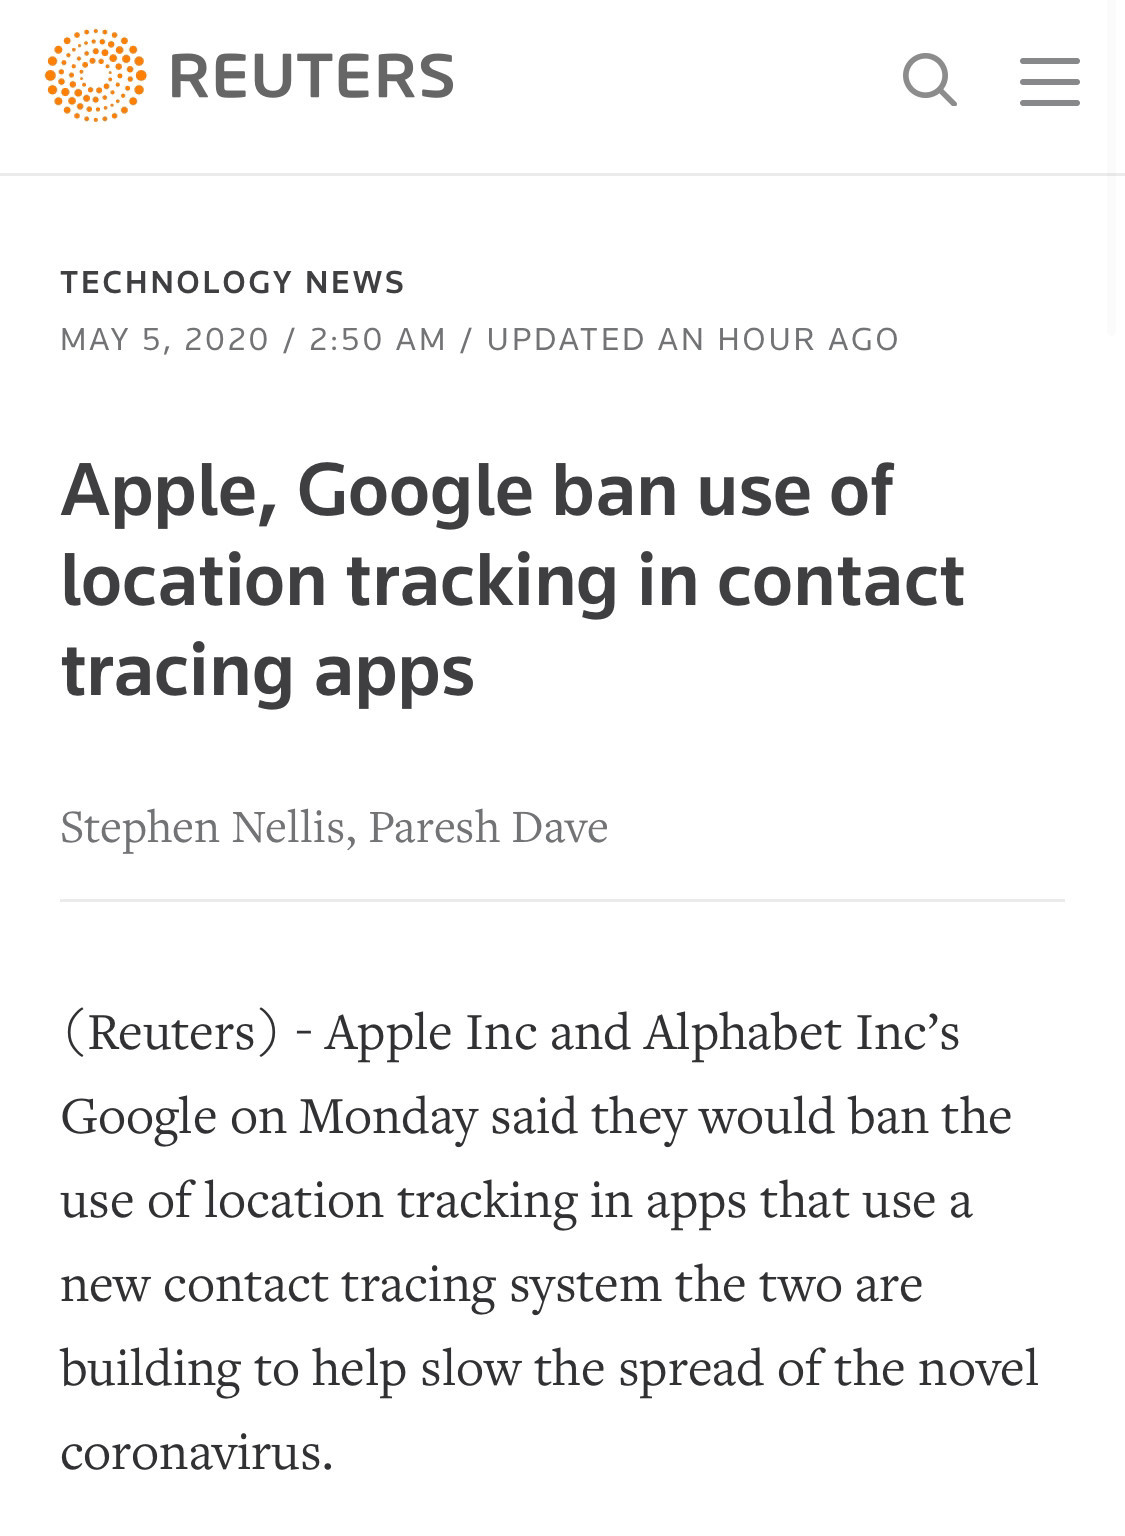 REUTERS
TECHNOLOGY NEWS
MAY 5, 2020 / 2:50 AM / UPDATED AN HOUR AGO
Apple, Google ban use of
location tracking in contact
tracing apps
Stephen Nellis, Paresh Dave
(Reuters) - Apple Inc and Alphabet Inc’s
Google on Monday said they would ban the
use of location tracking in apps that use a
new contact tracing system the two are
building to help slow the spread of the novel
coronavirus.